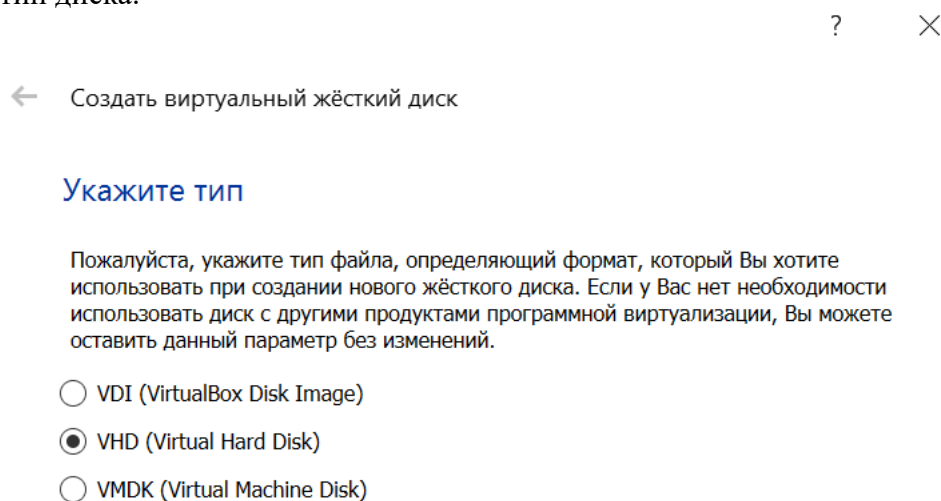 тип диска.
?
Создать виртуальный жёсткий диск
Укажите тип
Пожалуйста, укажите тип файла, определяющий формат, который Вы хотите
использовать при создании нового жёсткого диска. Если у Вас нет необходимости
использовать диск с другими продуктами программной виртуализации, Вы можете
оставить данный параметр без изменений.
VDI (VirtualBox Disk Image)
VHD (Virtual Hard Disk)
VMDK (Virtual Machine Disk)